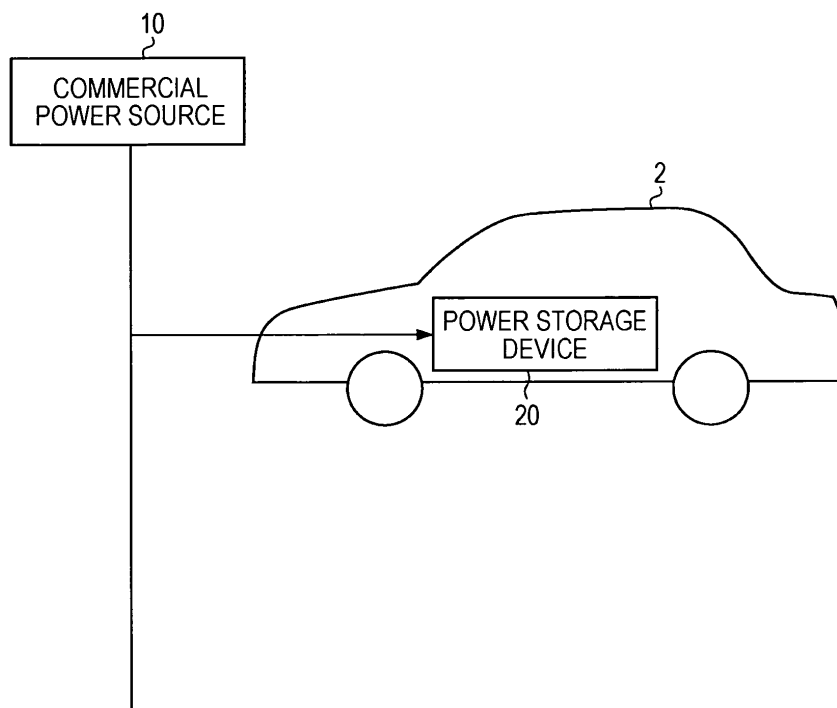 10
COMMERCIAL
POWER SOURCE
2
POWER STORAGE
DEVICE
20